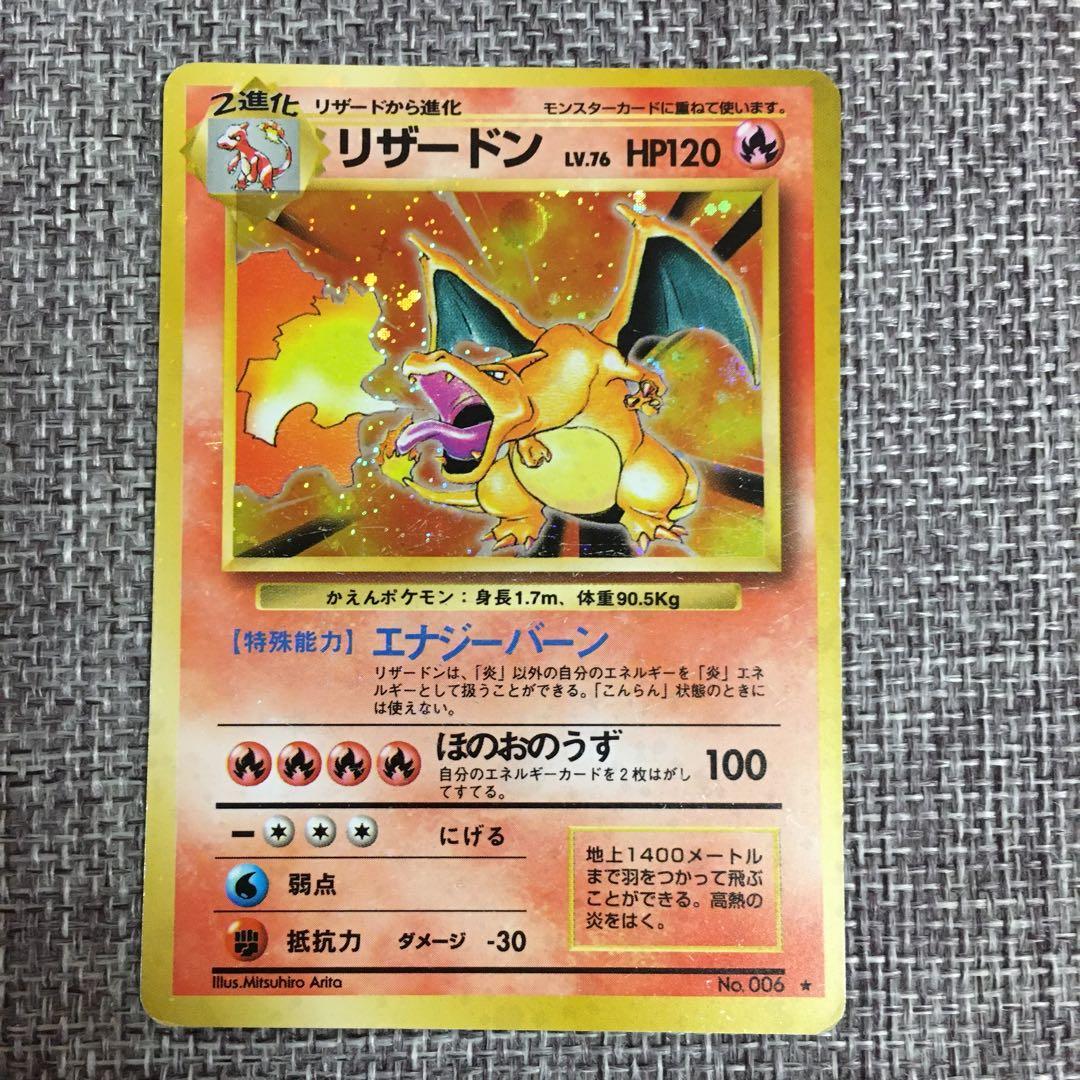 2進化 リザードから進化 モンスターカードに重ねて使います。
リザードン LV.76 HP120
かえんポケモン：身長1.7m、体重90.5Kg
【特殊能力】エナジーバーン
リザードンは、「炎」以外の自分のエネルギーを「炎」エネ
ルギーとして扱うことができる。「こんらん」状態のときに
は使えない。
ほのおのうず 100
自分のエネルギーカードを2枚はがし
てすてる。
ー にげる
弱点
抵抗力 ダメージ -30
地上1400メートル
まで羽をつかって飛ぶ
ことができる。高熱の
炎をはく。
Illus.Mitsuhiro Arita No. 006 ★